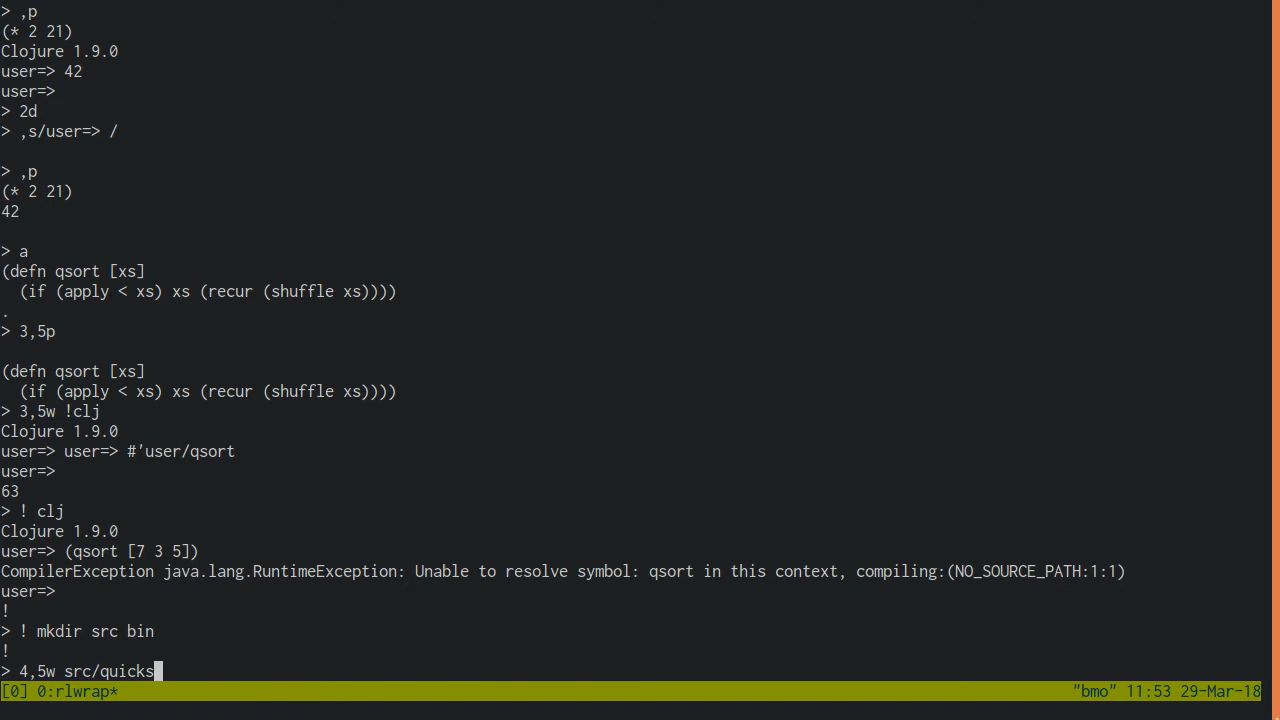 > ,p
(* 2 21)
Clojure 1.9.0
user=> 42
user=>
> 2d
> ,s/user=> /
> ,p
(* 2 21)
42
> a
(defn qsort [xs]
  (if (apply < xs) xs (recur (shuffle xs))))
.
> 3,5p
(defn qsort [xs]
  (if (apply < xs) xs (recur (shuffle xs))))
> 3,5w !clj
Clojure 1.9.0
user=> user=> #'user/qsort
user=>
63
> ! clj
Clojure 1.9.0
user=> (qsort [7 3 5])
CompilerException java.lang.RuntimeException: Unable to resolve symbol: qsort in this context, compiling:(NO_SOURCE_PATH:1:1)
user=>
!
> ! mkdir src bin
!
> 4,5w src/quicks
[0] 0:rlwrap* "bmo" 11:53 29-Mar-18